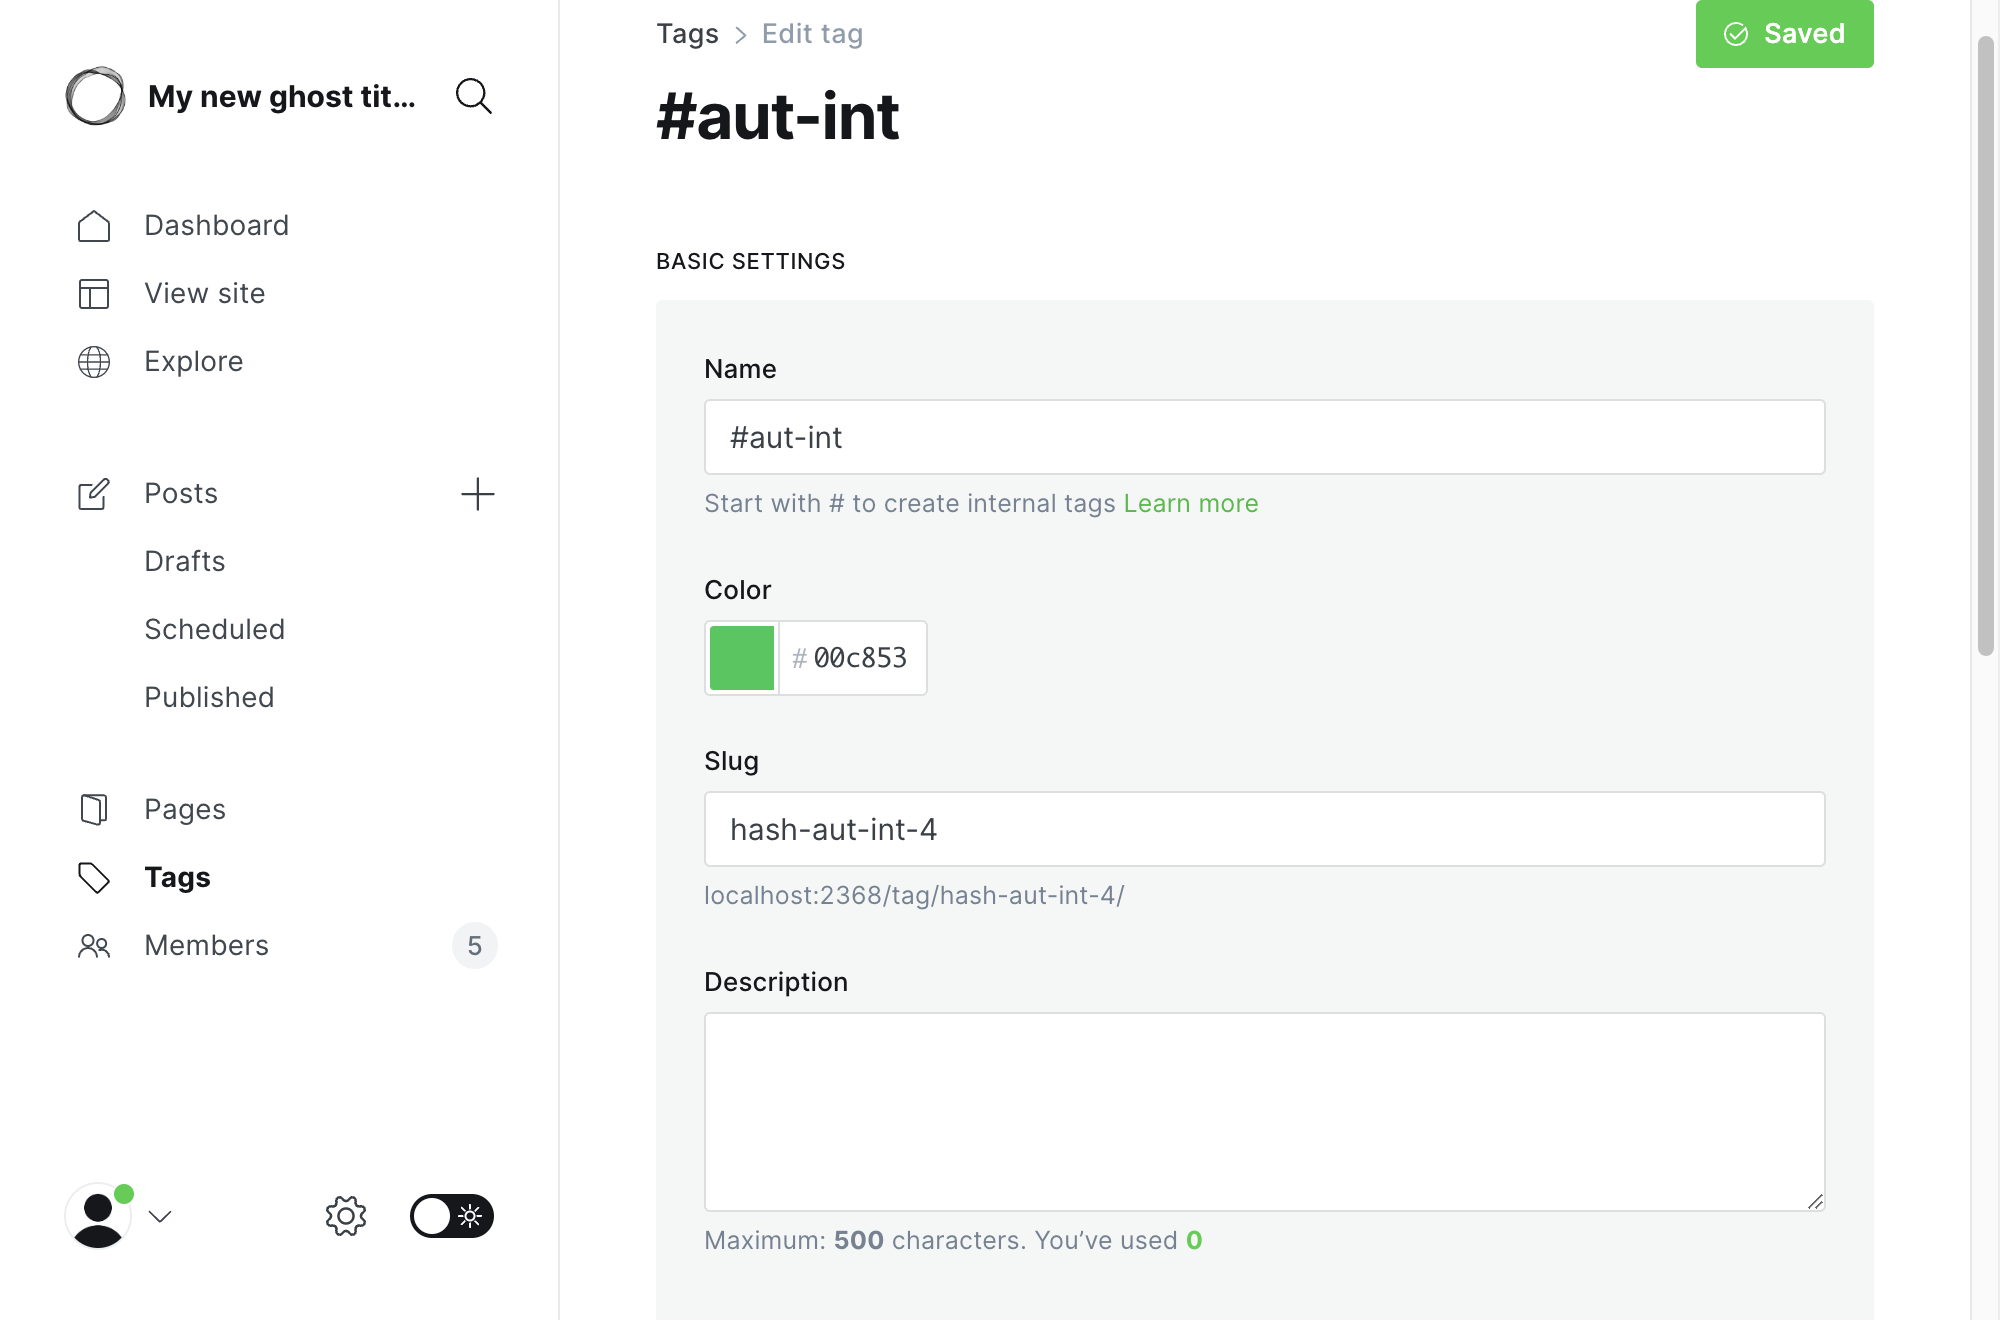 My new ghost tit...
Dashboard
View site
Explore
Posts
Drafts
Scheduled
Published
Pages
Tags
Members 5
Tags > Edit tag
Saved
#aut-int
BASIC SETTINGS
Name
#aut-int
Start with # to create internal tags Learn more
Color
# 00c853
Slug
hash-aut-int-4
localhost:2368/tag/hash-aut-int-4/
Description
Maximum: 500 characters. You’ve used 0